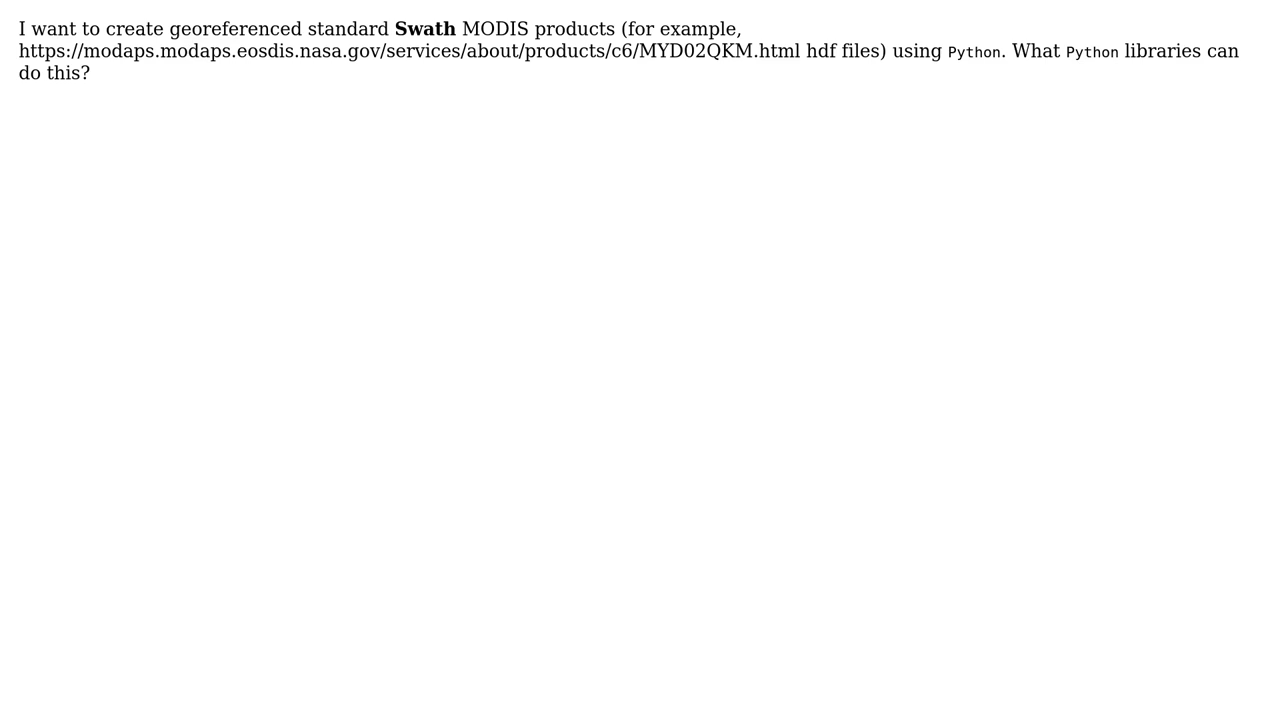 I want to create georeferenced standard Swath MODIS products (for example,
https://modaps.modaps.eosdis.nasa.gov/services/about/products/c6/MYD02QKM.html hdf files) using Python. What Python libraries can
do this?